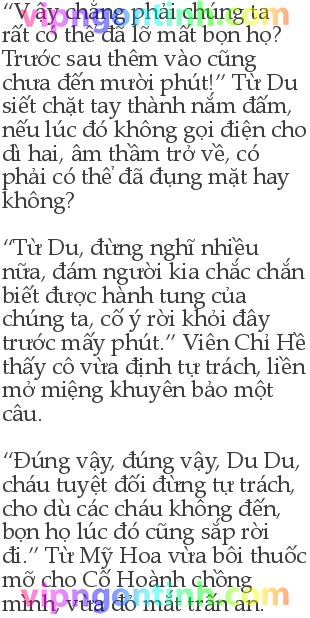 “Vậy chẳng phải chúng ta
rất có thể đã lỡ mất bọn họ?
Trước sau thêm vào cũng
chưa đến mười phút!” Từ Du
siết chặt tay thành nắm đấm,
nếu lúc đó không gọi điện cho
dì hai, âm thầm trở về, có
phải có thể đã đụng mặt hay
không?
“Từ Du, đừng nghĩ nhiều
nữa, đám người kia chắc chắn
biết được hành tung của
chúng ta, cố ý rời khỏi đây
trước mấy phút.” Viên Chỉ Hề
thấy cô vừa định tự trách, liền
mở miệng khuyên bảo một
câu.
“Đúng vậy, đúng vậy, Du Du,
cháu tuyệt đối đừng tự trách,
cho dù các cháu không đến,
bọn họ lúc đó cũng sắp rời
đi.” Từ Mỹ Hoa vừa bôi thuốc
mỡ cho Cố Hoành chồng
mình, vừa đỏ mắt trấn an.
vipngontinh.com
vipngontinh.com